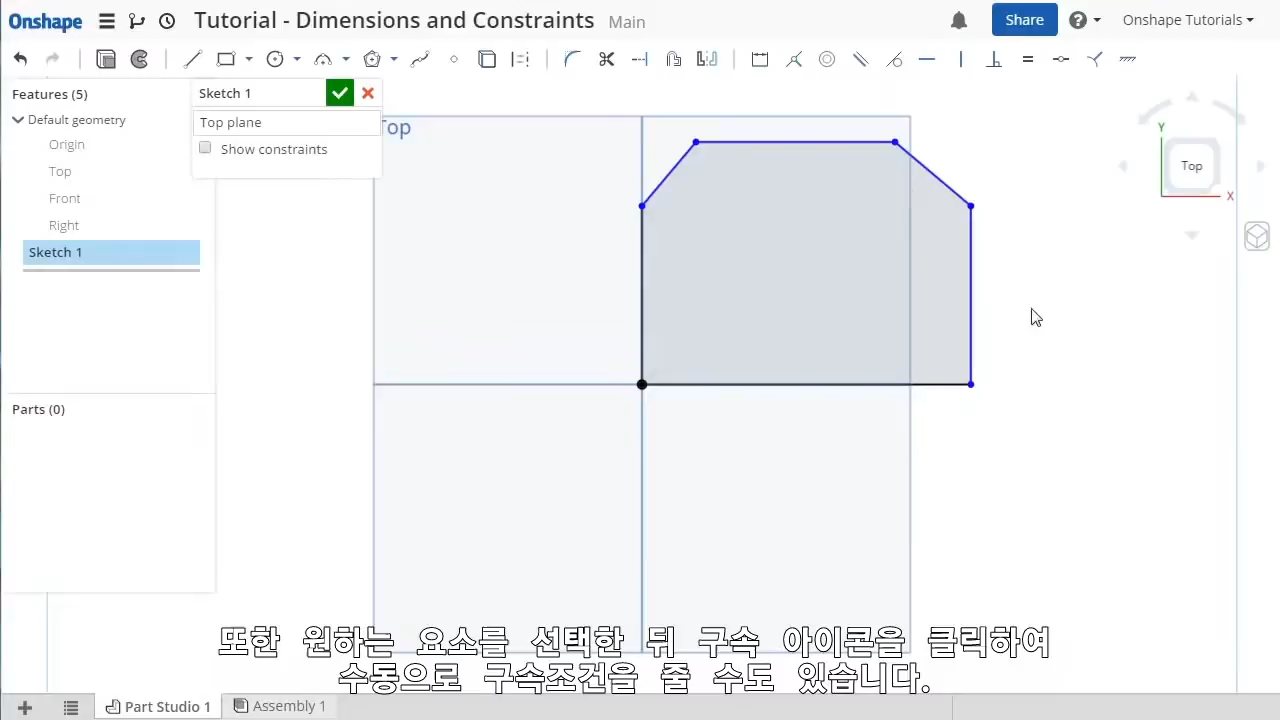 Onshape
Tutorial - Dimensions and Constraints Main
Share
Onshape Tutorials
Features (5)
Default geometry
Origin
Top
Front
Right
Sketch 1
Parts (0)
Sketch 1
Top plane
Show constraints
Top
Y
Top
X
또한 원하는 요소를 선택한 뒤 구속 아이콘을 클릭하여
수동으로 구속조건을 줄 수도 있습니다.
Part Studio 1
Assembly 1